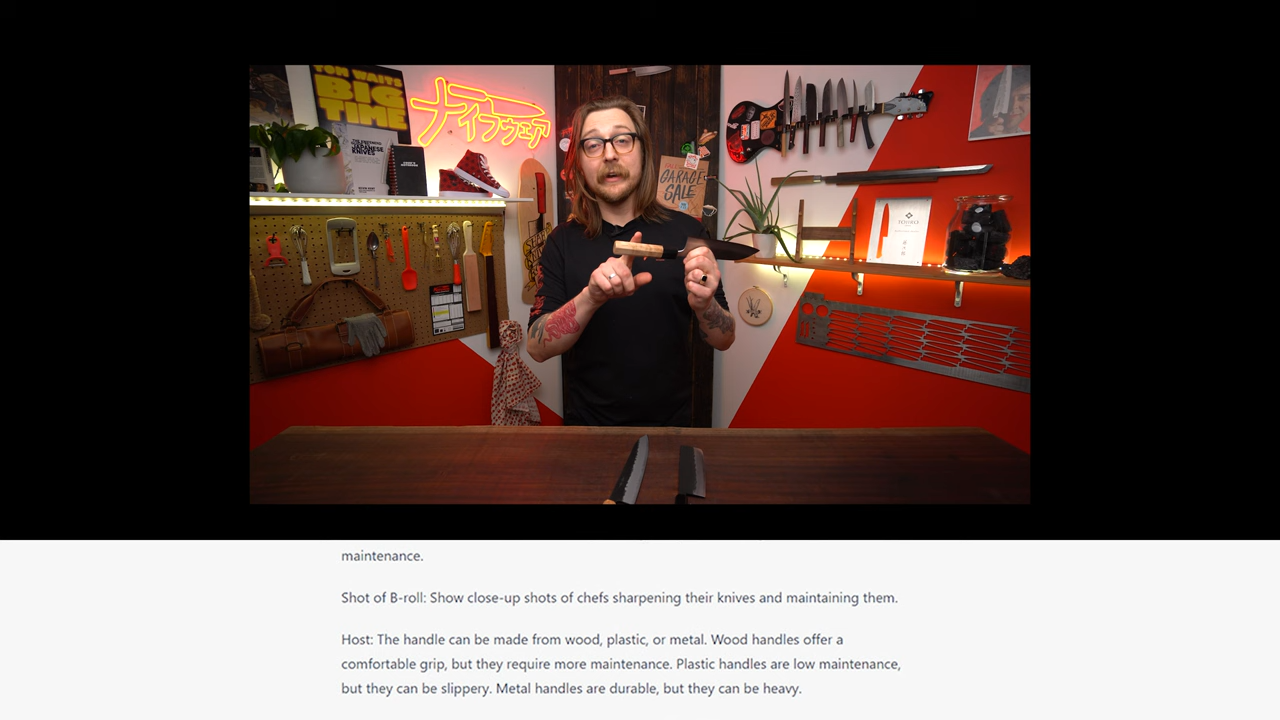 TOM WAITS
BIG
TIME
ナイフウェア
JAPANESE
KNIVES
GARAGE
SALE
TOJIRO
maintenance.
Shot of B-roll: Show close-up shots of chefs sharpening their knives and maintaining them.
Host: The handle can be made from wood, plastic, or metal. Wood handles offer a
comfortable grip, but they require more maintenance. Plastic handles are low maintenance,
but they can be slippery. Metal handles are durable, but they can be heavy.